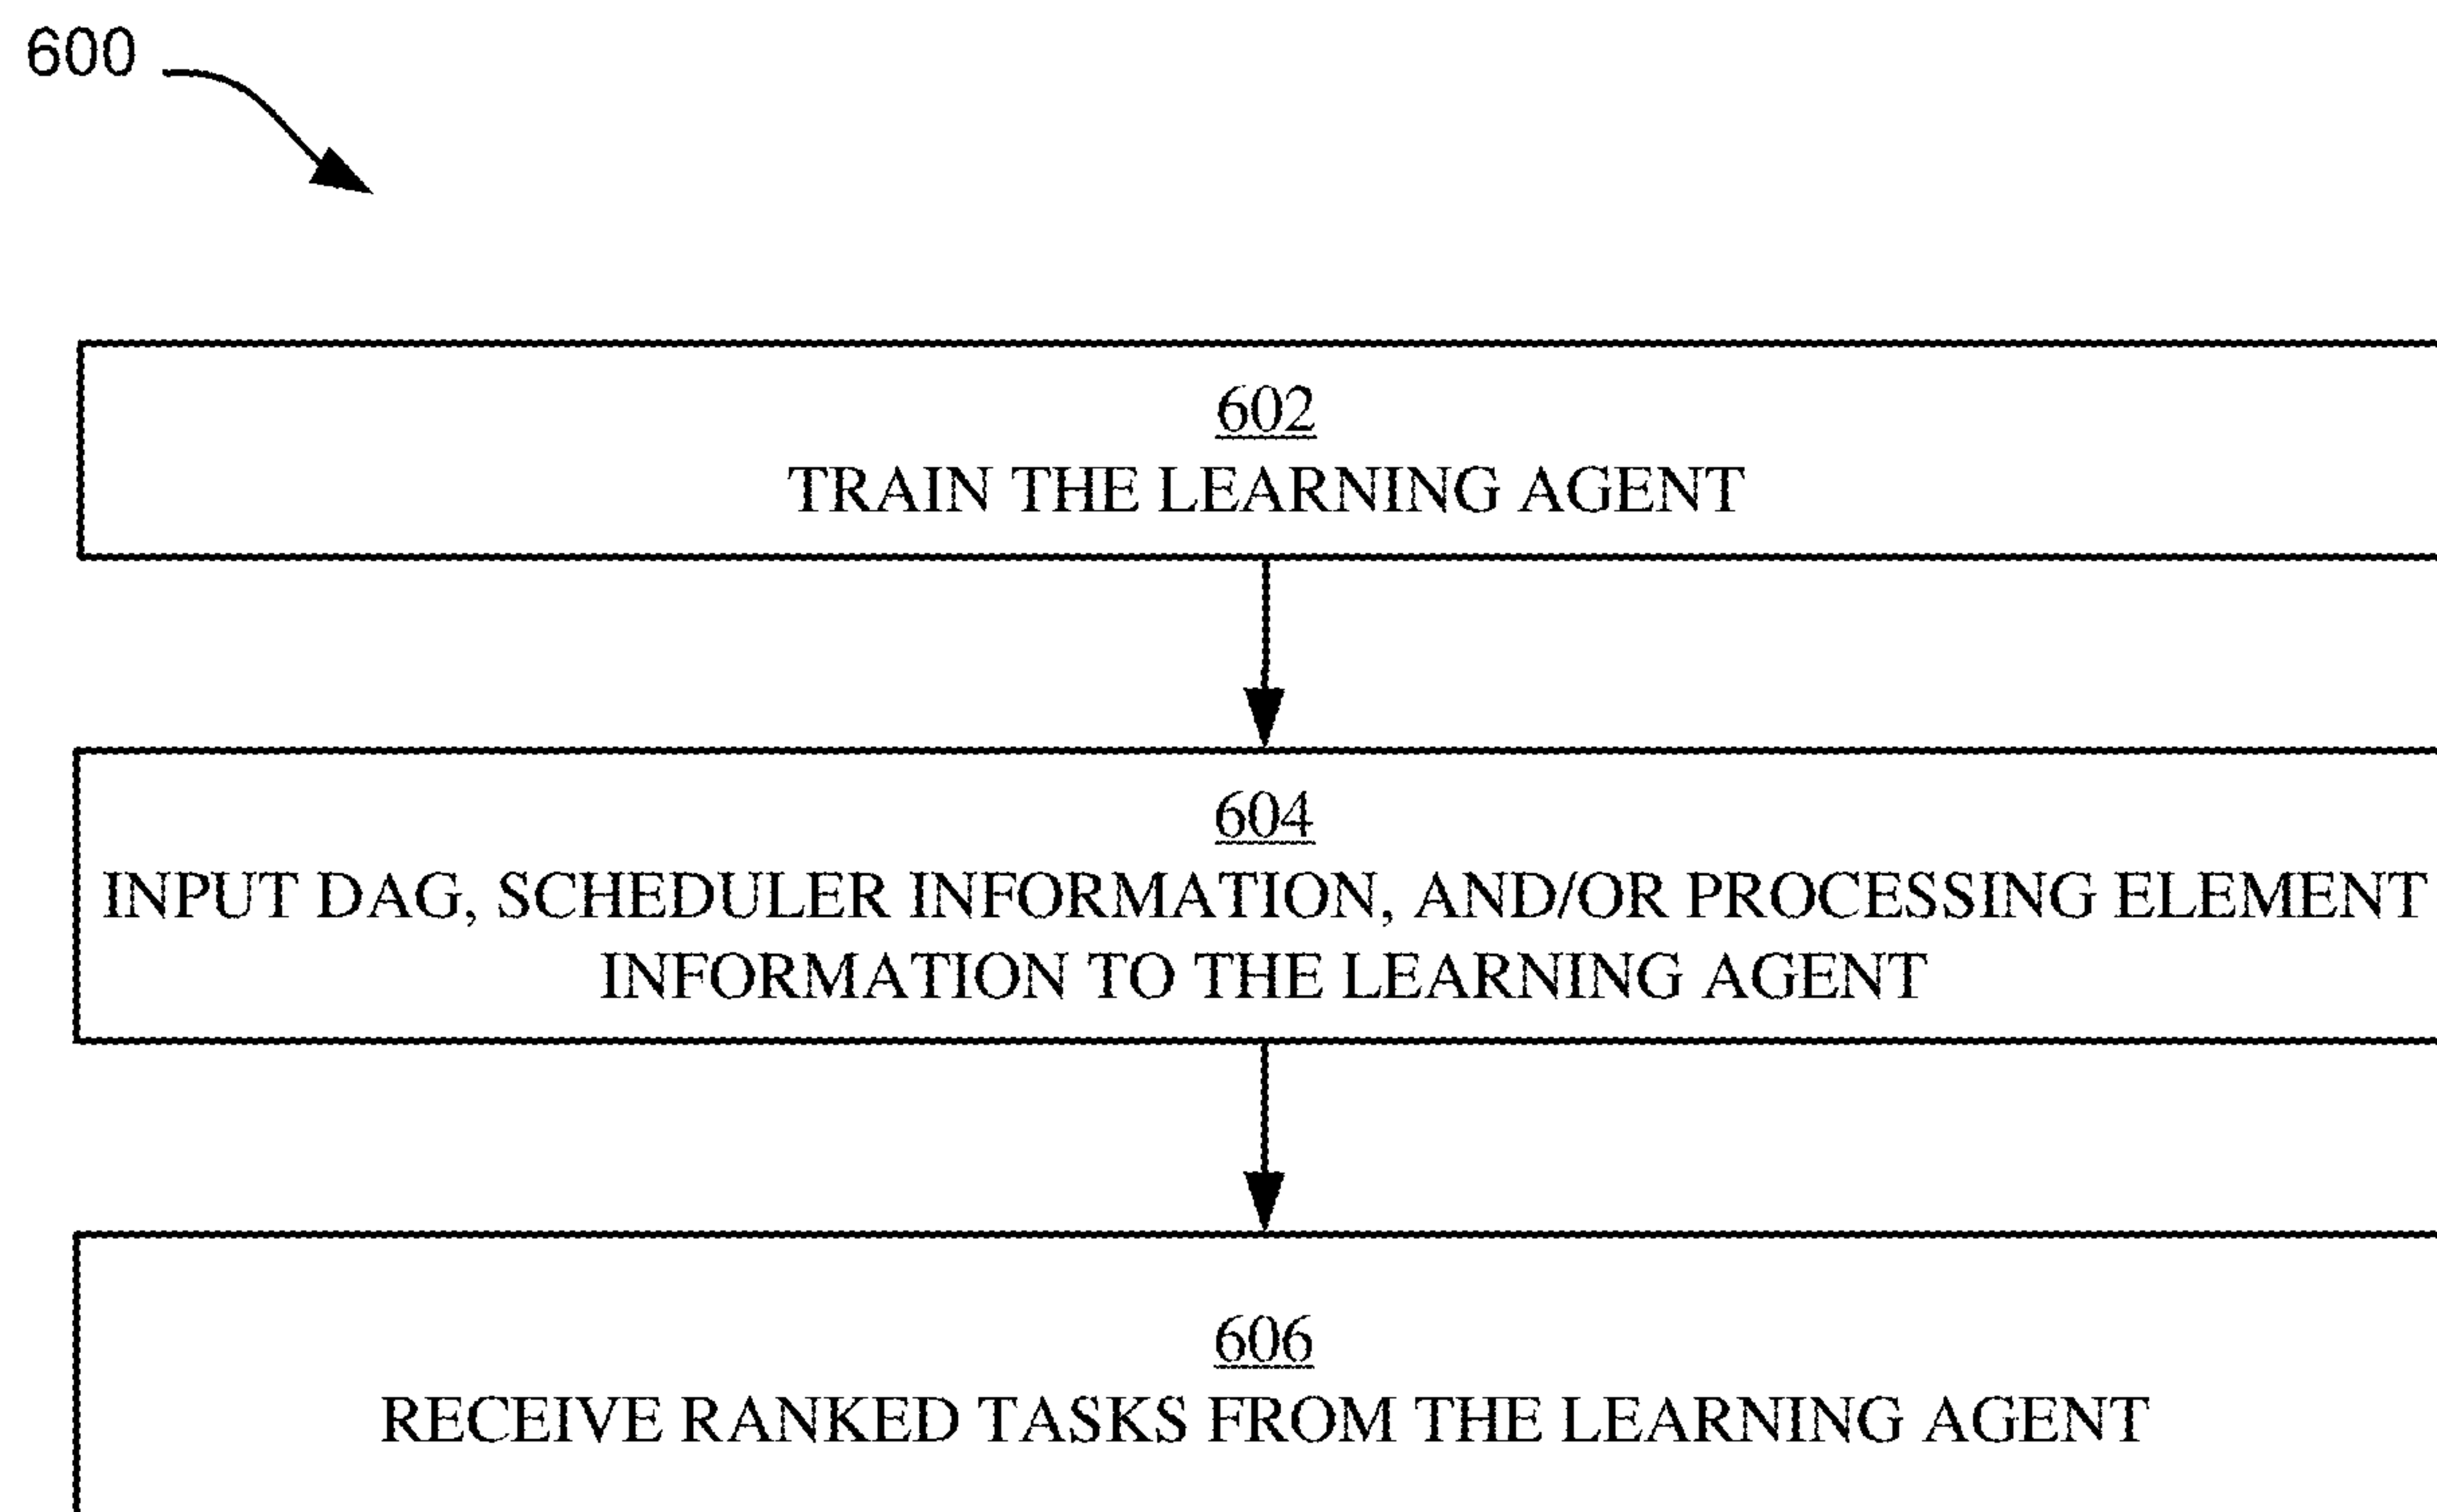 600
602
TRAIN THE LEARNING AGENT
604
INPUT DAG, SCHEDULER INFORMATION, AND/OR PROCESSING ELEMENT
INFORMATION TO THE LEARNING AGENT
606
RECEIVE RANKED TASKS FROM THE LEARNING AGENT